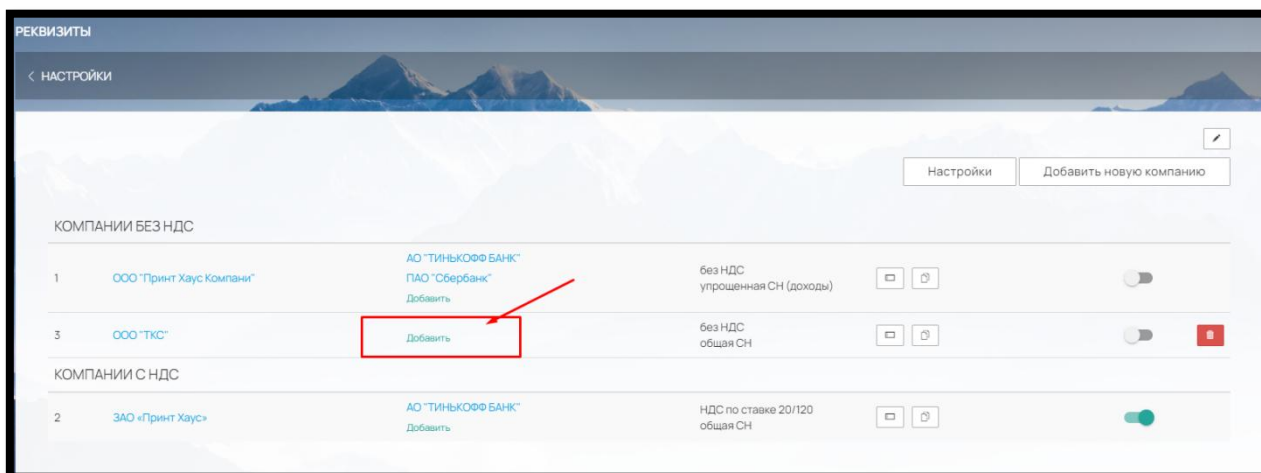 РЕКВИЗИТЫ
< НАСТРОЙКИ
Настройки
Добавить новую компанию
КОМПАНИИ БЕЗ НДС
1 ООО "Принт Хаус Компани" АО "ТИНЬКОФФ БАНК" ПАО "Сбербанк" Добавить без НДС упрощенная СН (доходы)
3 ООО "ТКС" Добавить без НДС общая СН
КОМПАНИИ С НДС
2 ЗАО «Принт Хаус» АО "ТИНЬКОФФ БАНК" Добавить НДС по ставке 20/120 общая СН